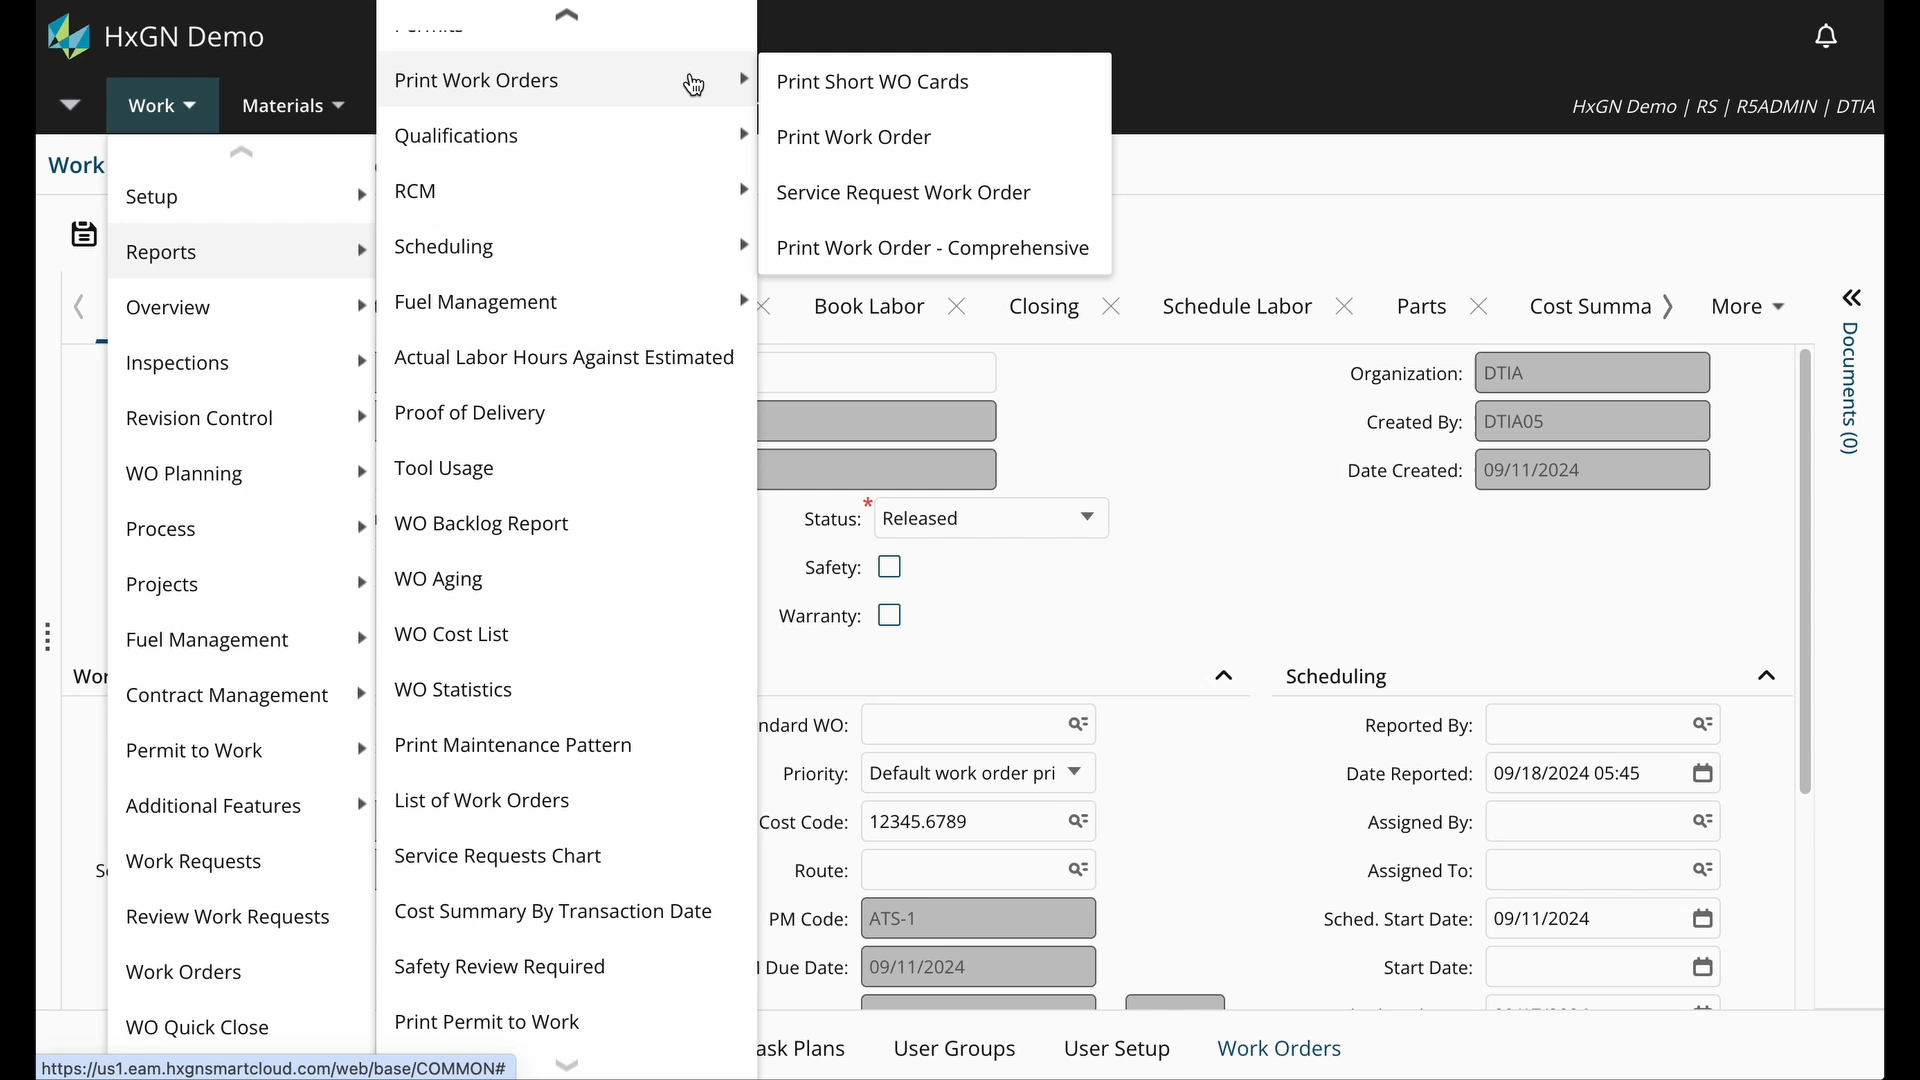 HxGN Demo
Work
Materials
HxGN Demo | RS | R5ADMIN | DTIA
Work
Setup
Reports
Overview
Inspections
Revision Control
WO Planning
Process
Projects
Fuel Management
Contract Management
Permit to Work
Additional Features
Work Requests
Review Work Requests
Work Orders
WO Quick Close
Print Work Orders
Qualifications
RCM
Scheduling
Fuel Management
Actual Labor Hours Against Estimated
Proof of Delivery
Tool Usage
WO Backlog Report
WO Aging
WO Cost List
WO Statistics
Print Maintenance Pattern
List of Work Orders
Service Requests Chart
Cost Summary By Transaction Date
Safety Review Required
Print Permit to Work
Print Short WO Cards
Print Work Order
Service Request Work Order
Print Work Order - Comprehensive
Book Labor
Closing
Schedule Labor
Parts
Cost Summa
More
Documents (0)
Organization: DTIA
Created By: DTIA05
Date Created: 09/11/2024
Status: * Released
Safety:
Warranty:
Wor
ndard WO:
Priority: Default work order pri
Cost Code: 12345.6789
Route:
PM Code: ATS-1
Due Date: 09/11/2024
Scheduling
Reported By:
Date Reported: 09/18/2024 05:45
Assigned By:
Assigned To:
Sched. Start Date: 09/11/2024
Start Date:
ask Plans
User Groups
User Setup
Work Orders
https://us1.eam.hxgnsmartcloud.com/web/base/COMMON#